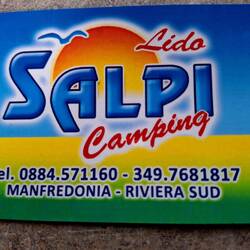 Lido
SALPI
Camping
el. 0884.571160 - 349.7681817
MANFREDONIA - RIVIERA SUD